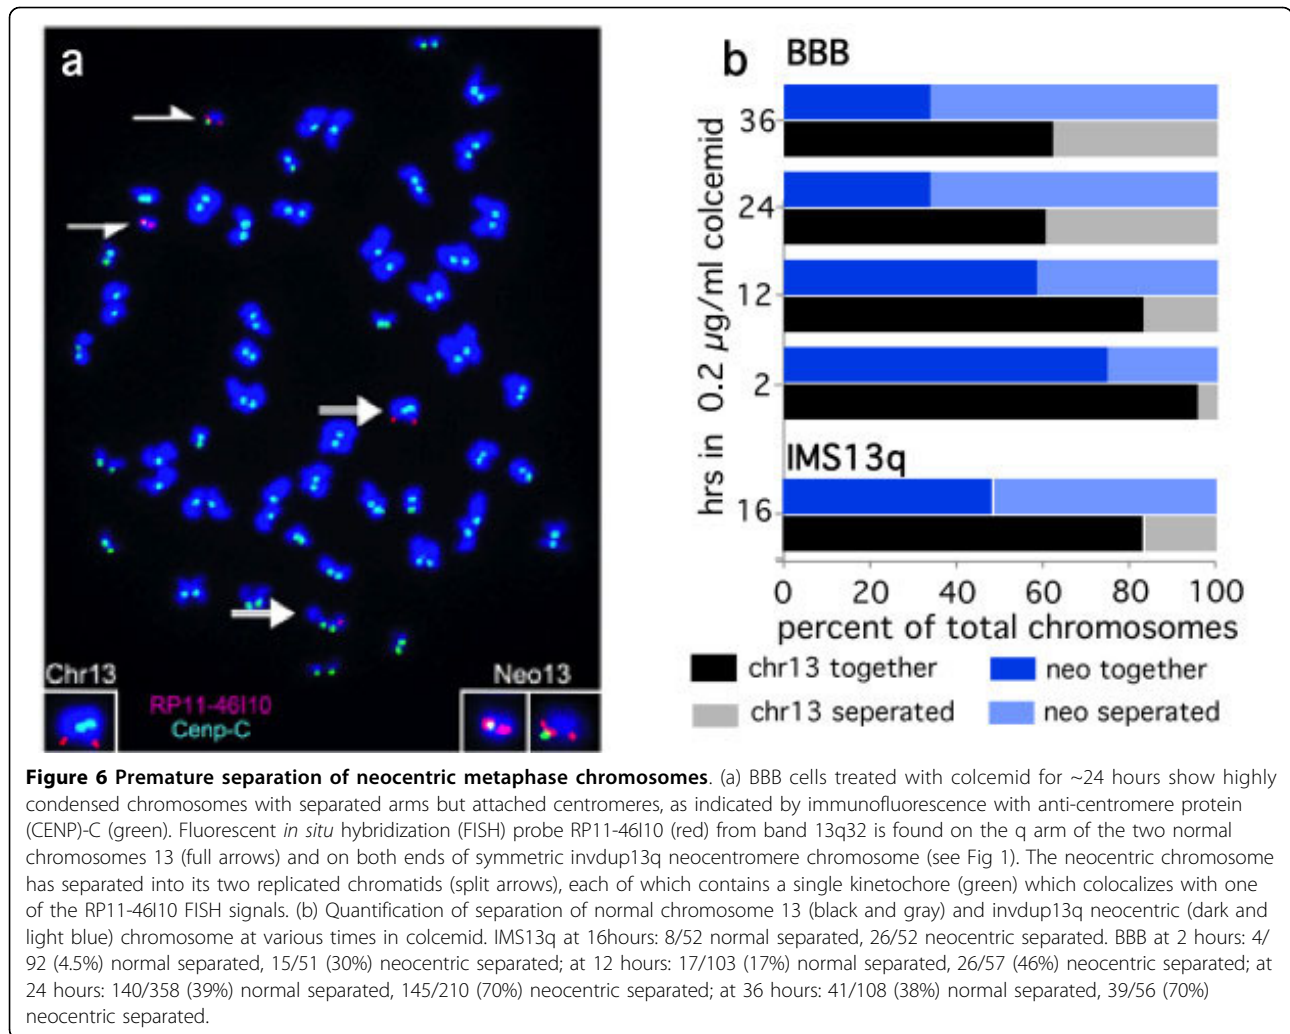 a
Chr13
RP11-46I10
Cenp-C
Neo13
b
BBB
hrs in 0.2 µg/ml colcemid
36
24
12
2
IMS13q
16
0 20 40 60 80 100
percent of total chromosomes
chr13 together
neo together
chr13 seperated
neo seperated
Figure 6 Premature separation of neocentric metaphase chromosomes. (a) BBB cells treated with colcemid for ~24 hours show highly
condensed chromosomes with separated arms but attached centromeres, as indicated by immunofluorescence with anti-centromere protein
(CENP)-C (green). Fluorescent in situ hybridization (FISH) probe RP11-46I10 (red) from band 13q32 is found on the q arm of the two normal
chromosomes 13 (full arrows) and on both ends of symmetric invdup13q neocentromere chromosome (see Fig 1). The neocentric chromosome
has separated into its two replicated chromatids (split arrows), each of which contains a single kinetochore (green) which colocalizes with one
of the RP11-46I10 FISH signals. (b) Quantification of separation of normal chromosome 13 (black and gray) and invdup13q neocentric (dark and
light blue) chromosome at various times in colcemid. IMS13q at 16hours: 8/52 normal separated, 26/52 neocentric separated. BBB at 2 hours: 4/
92 (4.5%) normal separated, 15/51 (30%) neocentric separated; at 12 hours: 17/103 (17%) normal separated, 26/57 (46%) neocentric separated; at
24 hours: 140/358 (39%) normal separated, 145/210 (70%) neocentric separated; at 36 hours: 41/108 (38%) normal separated, 39/56 (70%)
neocentric separated.